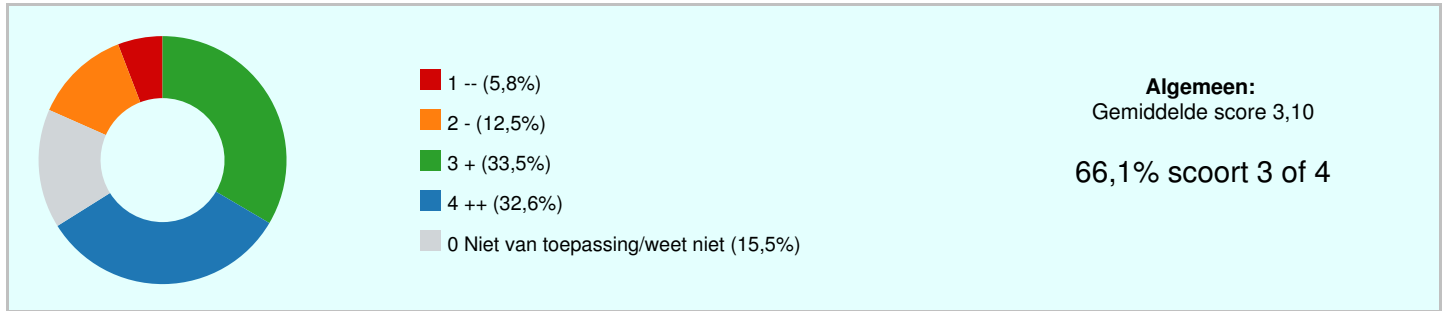 1 -- (5,8%)
2 - (12,5%)
3 + (33,5%)
4 ++ (32,6%)
0 Niet van toepassing/weet niet (15,5%)
Algemeen:
Gemiddelde score 3,10
66,1% scoort 3 of 4